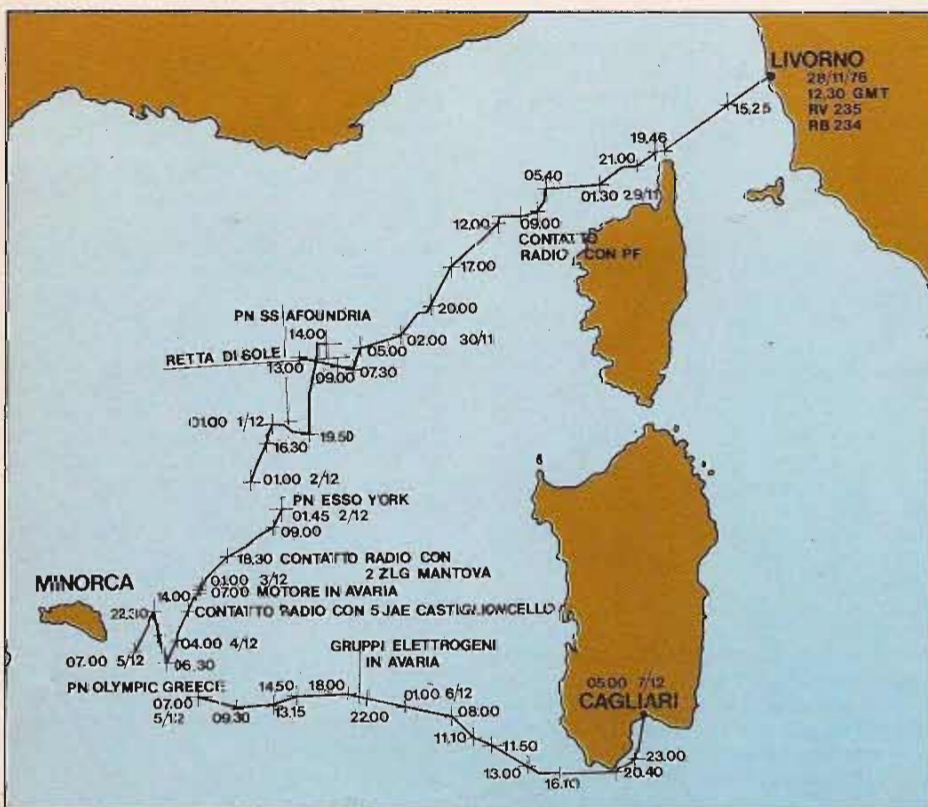 LIVORNO
28/11/76
12.30 GMT
RV 235
RB 234
15.25
19.46
21.00
01.30 29/11
05.40
09.00
CONTATTO
RADIO CON PF
12.00
17.00
20.00
02.00 30/11
05.00
07.30
09.00
PN SS AFOUNDRIA
14.00
RETTA DI SOLE
13.00
19.50
01.00 1/12
16.30
01.00 2/12
PN ESSO YORK
01.45 2/12
09.00
18.30 CONTATTO RADIO CON
2 ZLG MANTOVA
01.00 3/12
07.00 MOTORE IN AVARIA
14.00
CONTATTO RADIO CON 5 JAE CASTIGLIONCELLO
MINORCA
22.30
04.00 4/12
06.30
07.00 5/12
PN OLYMPIC GREECE
07.00
5/12
09.30
14.50
13.15
18.00
GRUPPI ELETTROGENI
IN AVARIA
22.00
01.00 6/12
08.00
11.10
11.50
13.00
16.10
20.40
23.00
05.00 7/12
CAGLIARI